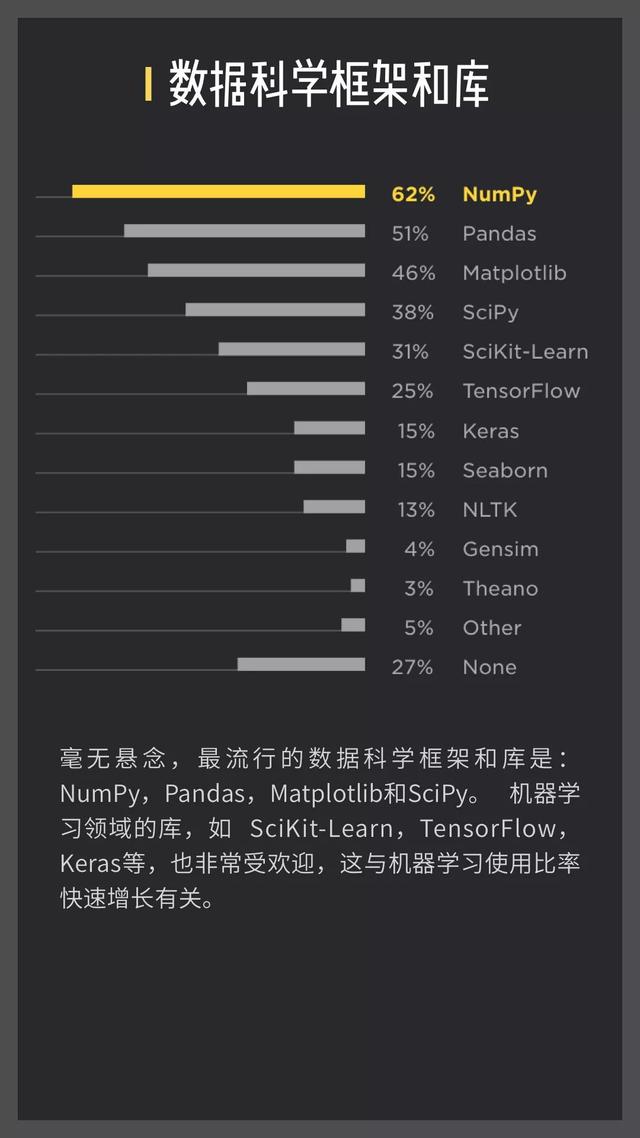 数据科学框架和库
62% NumPy
51% Pandas
46% Matplotlib
38% SciPy
31% SciKit-Learn
25% TensorFlow
15% Keras
15% Seaborn
13% NLTK
4% Gensim
3% Theano
5% Other
27% None
毫无悬念，最流行的数据科学框架和库是：
NumPy，Pandas，Matplotlib和SciPy。 机器学
习领域的库，如 SciKit-Learn，TensorFlow，
Keras等，也非常受欢迎，这与机器学习使用比率
快速增长有关。